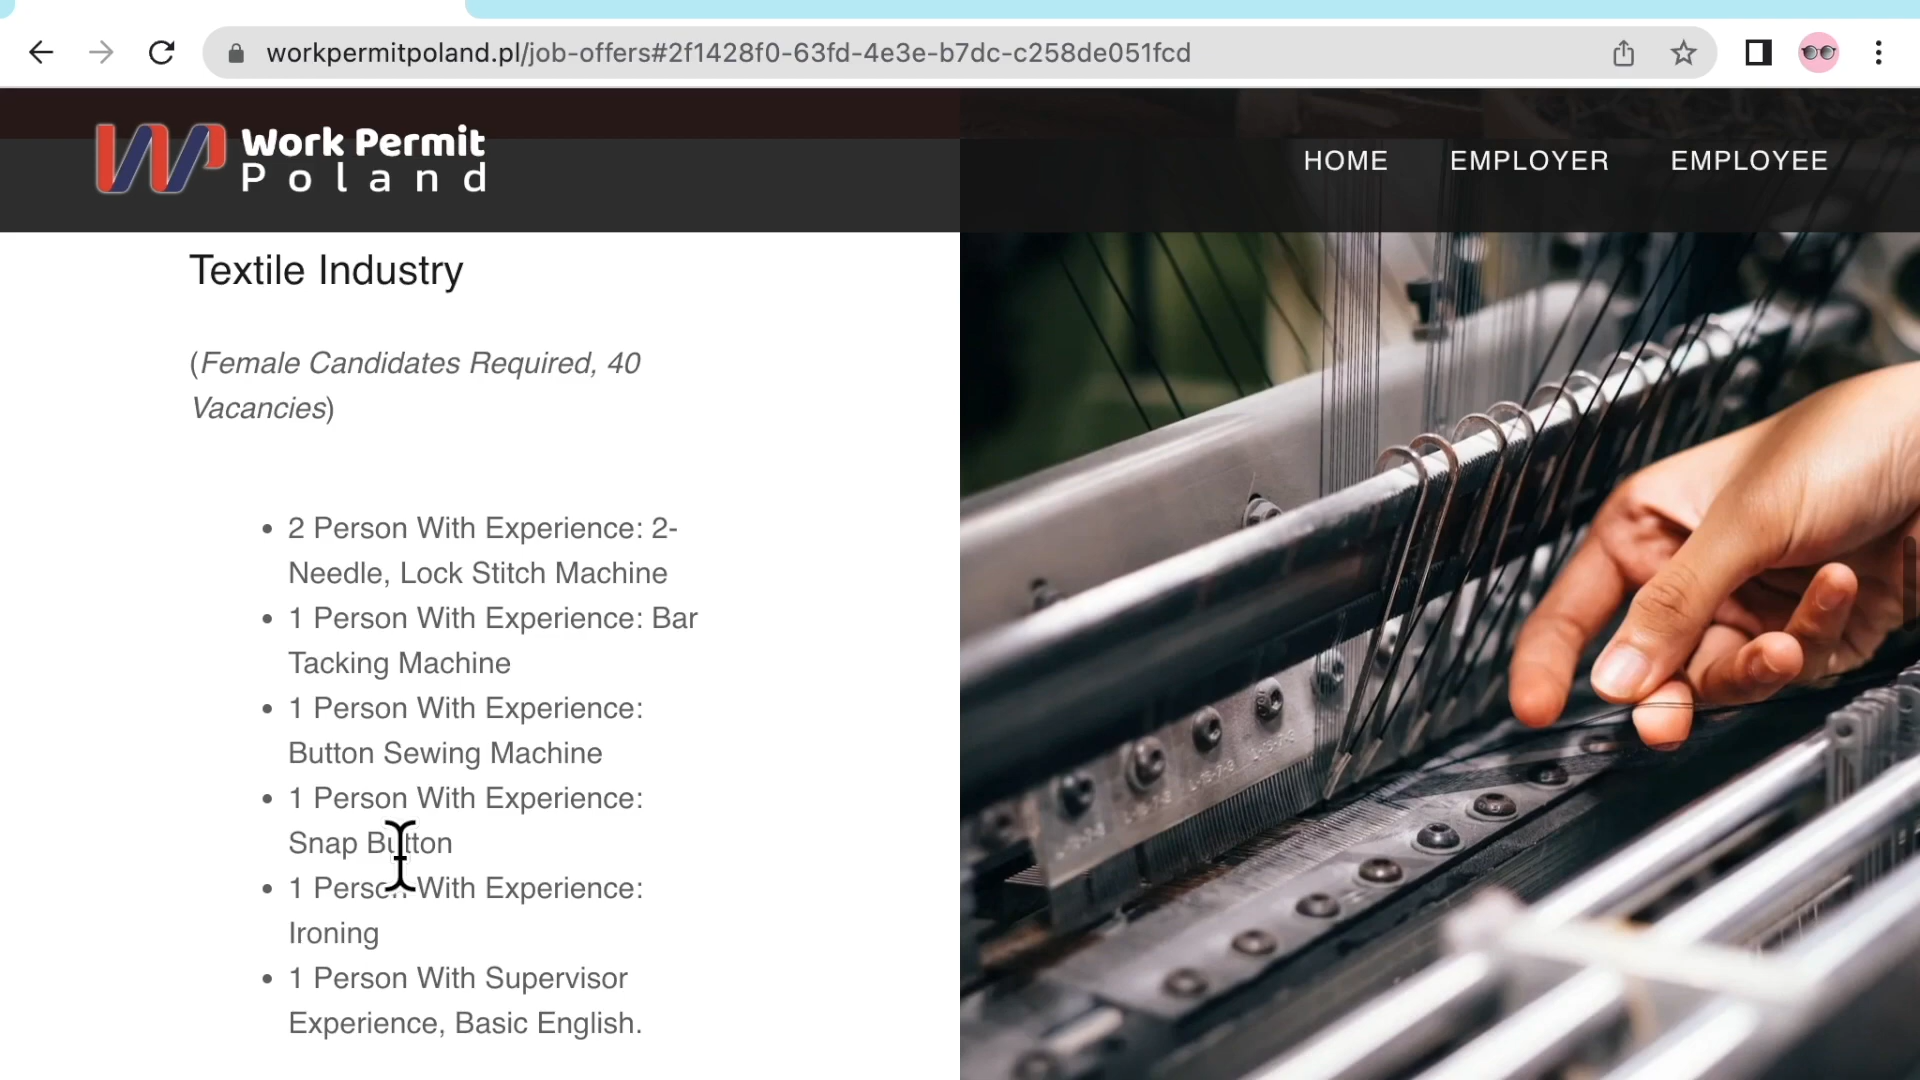 workpermitpoland.pl/job-offers#2f1428f0-63fd-4e3e-b7dc-c258de051fcd
Work Permit
Poland
HOME EMPLOYER EMPLOYEE
Textile Industry
(Female Candidates Required, 40
Vacancies)
• 2 Person With Experience: 2-
Needle, Lock Stitch Machine
• 1 Person With Experience: Bar
Tacking Machine
• 1 Person With Experience:
Button Sewing Machine
• 1 Person With Experience:
Snap Button
• 1 Person With Experience:
Ironing
• 1 Person With Supervisor
Experience, Basic English.